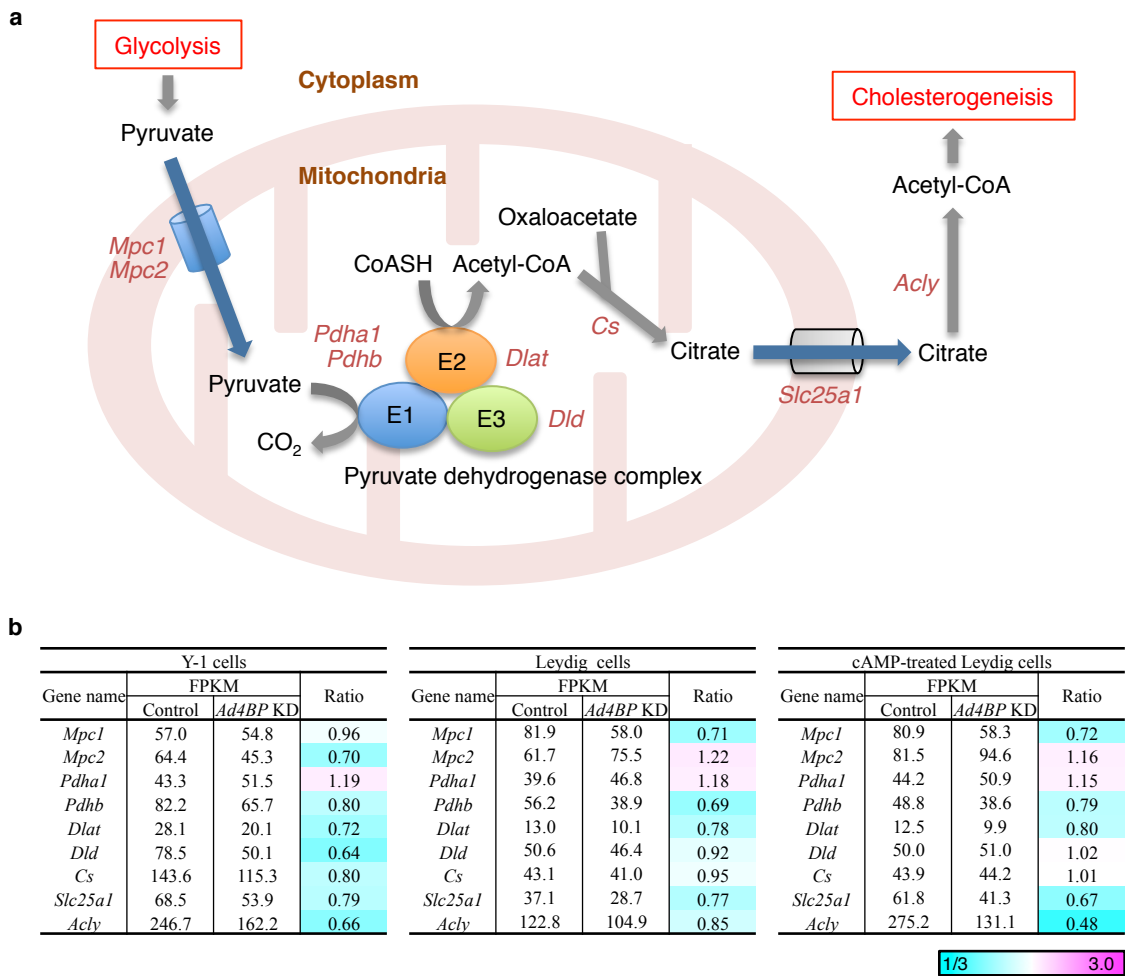 a
Glycolysis
Cytoplasm
Cholesterogeneisis
Pyruvate
Mitochondria
Acetyl-CoA
Oxaloacetate
Mpc1
Mpc2
CoASH Acetyl-CoA
Acly
Pdha1
Pdhb
Cs
E2
Dlat
Citrate
Citrate
Pyruvate
Slc25a1
E1
E3
Dld
CO2
Pyruvate dehydrogenase complex
b
Y-1 cells
Gene name FPKM Ratio
Control Ad4BP KD
Mpc1 57.0 54.8 0.96
Mpc2 64.4 45.3 0.70
Pdha1 43.3 51.5 1.19
Pdhb 82.2 65.7 0.80
Dlat 28.1 20.1 0.72
Dld 78.5 50.1 0.64
Cs 143.6 115.3 0.80
Slc25a1 68.5 53.9 0.79
Acly 246.7 162.2 0.66
Leydig cells
Gene name FPKM Ratio
Control Ad4BP KD
Mpc1 81.9 58.0 0.71
Mpc2 61.7 75.5 1.22
Pdha1 39.6 46.8 1.18
Pdhb 56.2 38.9 0.69
Dlat 13.0 10.1 0.78
Dld 50.6 46.4 0.92
Cs 43.1 41.0 0.95
Slc25a1 37.1 28.7 0.77
Acly 122.8 104.9 0.85
cAMP-treated Leydig cells
Gene name FPKM Ratio
Control Ad4BP KD
Mpc1 80.9 58.3 0.72
Mpc2 81.5 94.6 1.16
Pdha1 44.2 50.9 1.15
Pdhb 48.8 38.6 0.79
Dlat 12.5 9.9 0.80
Dld 50.0 51.0 1.02
Cs 43.9 44.2 1.01
Slc25a1 61.8 41.3 0.67
Acly 275.2 131.1 0.48
1/3 3.0